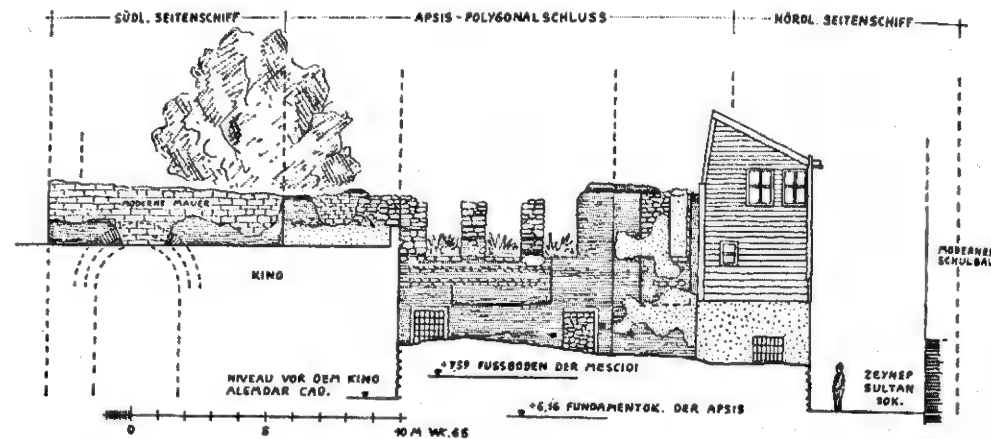 SÜDL. SEITENSCHIFF
APSIS-POLYGONALSCHLUSS
NÖRDL. SEITENSCHIFF
MODERNE MAUER
KINO
MODERNER
SCHULBAU
NIVEAU VOR DEM KINO
ALEMDAR CAD.
+7,59 FUSSBODEN DER MESCIDI
+6,16 FUNDAMENTOK. DER APSIS
ZEYNEP
SULTAN
SOK.
0 5 10 M